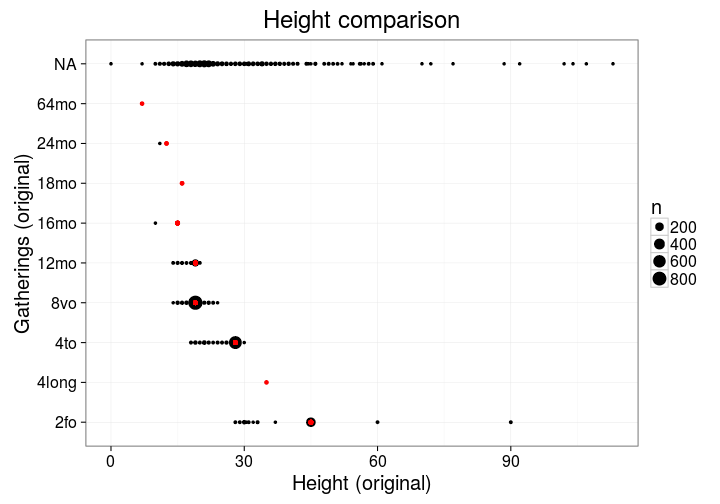 Height comparison
Gatherings (original)
NA
64mo
24mo
18mo
16mo
12mo
8vo
4to
4long
2fo
0 30 60 90
Height (original)
n
200
400
600
800